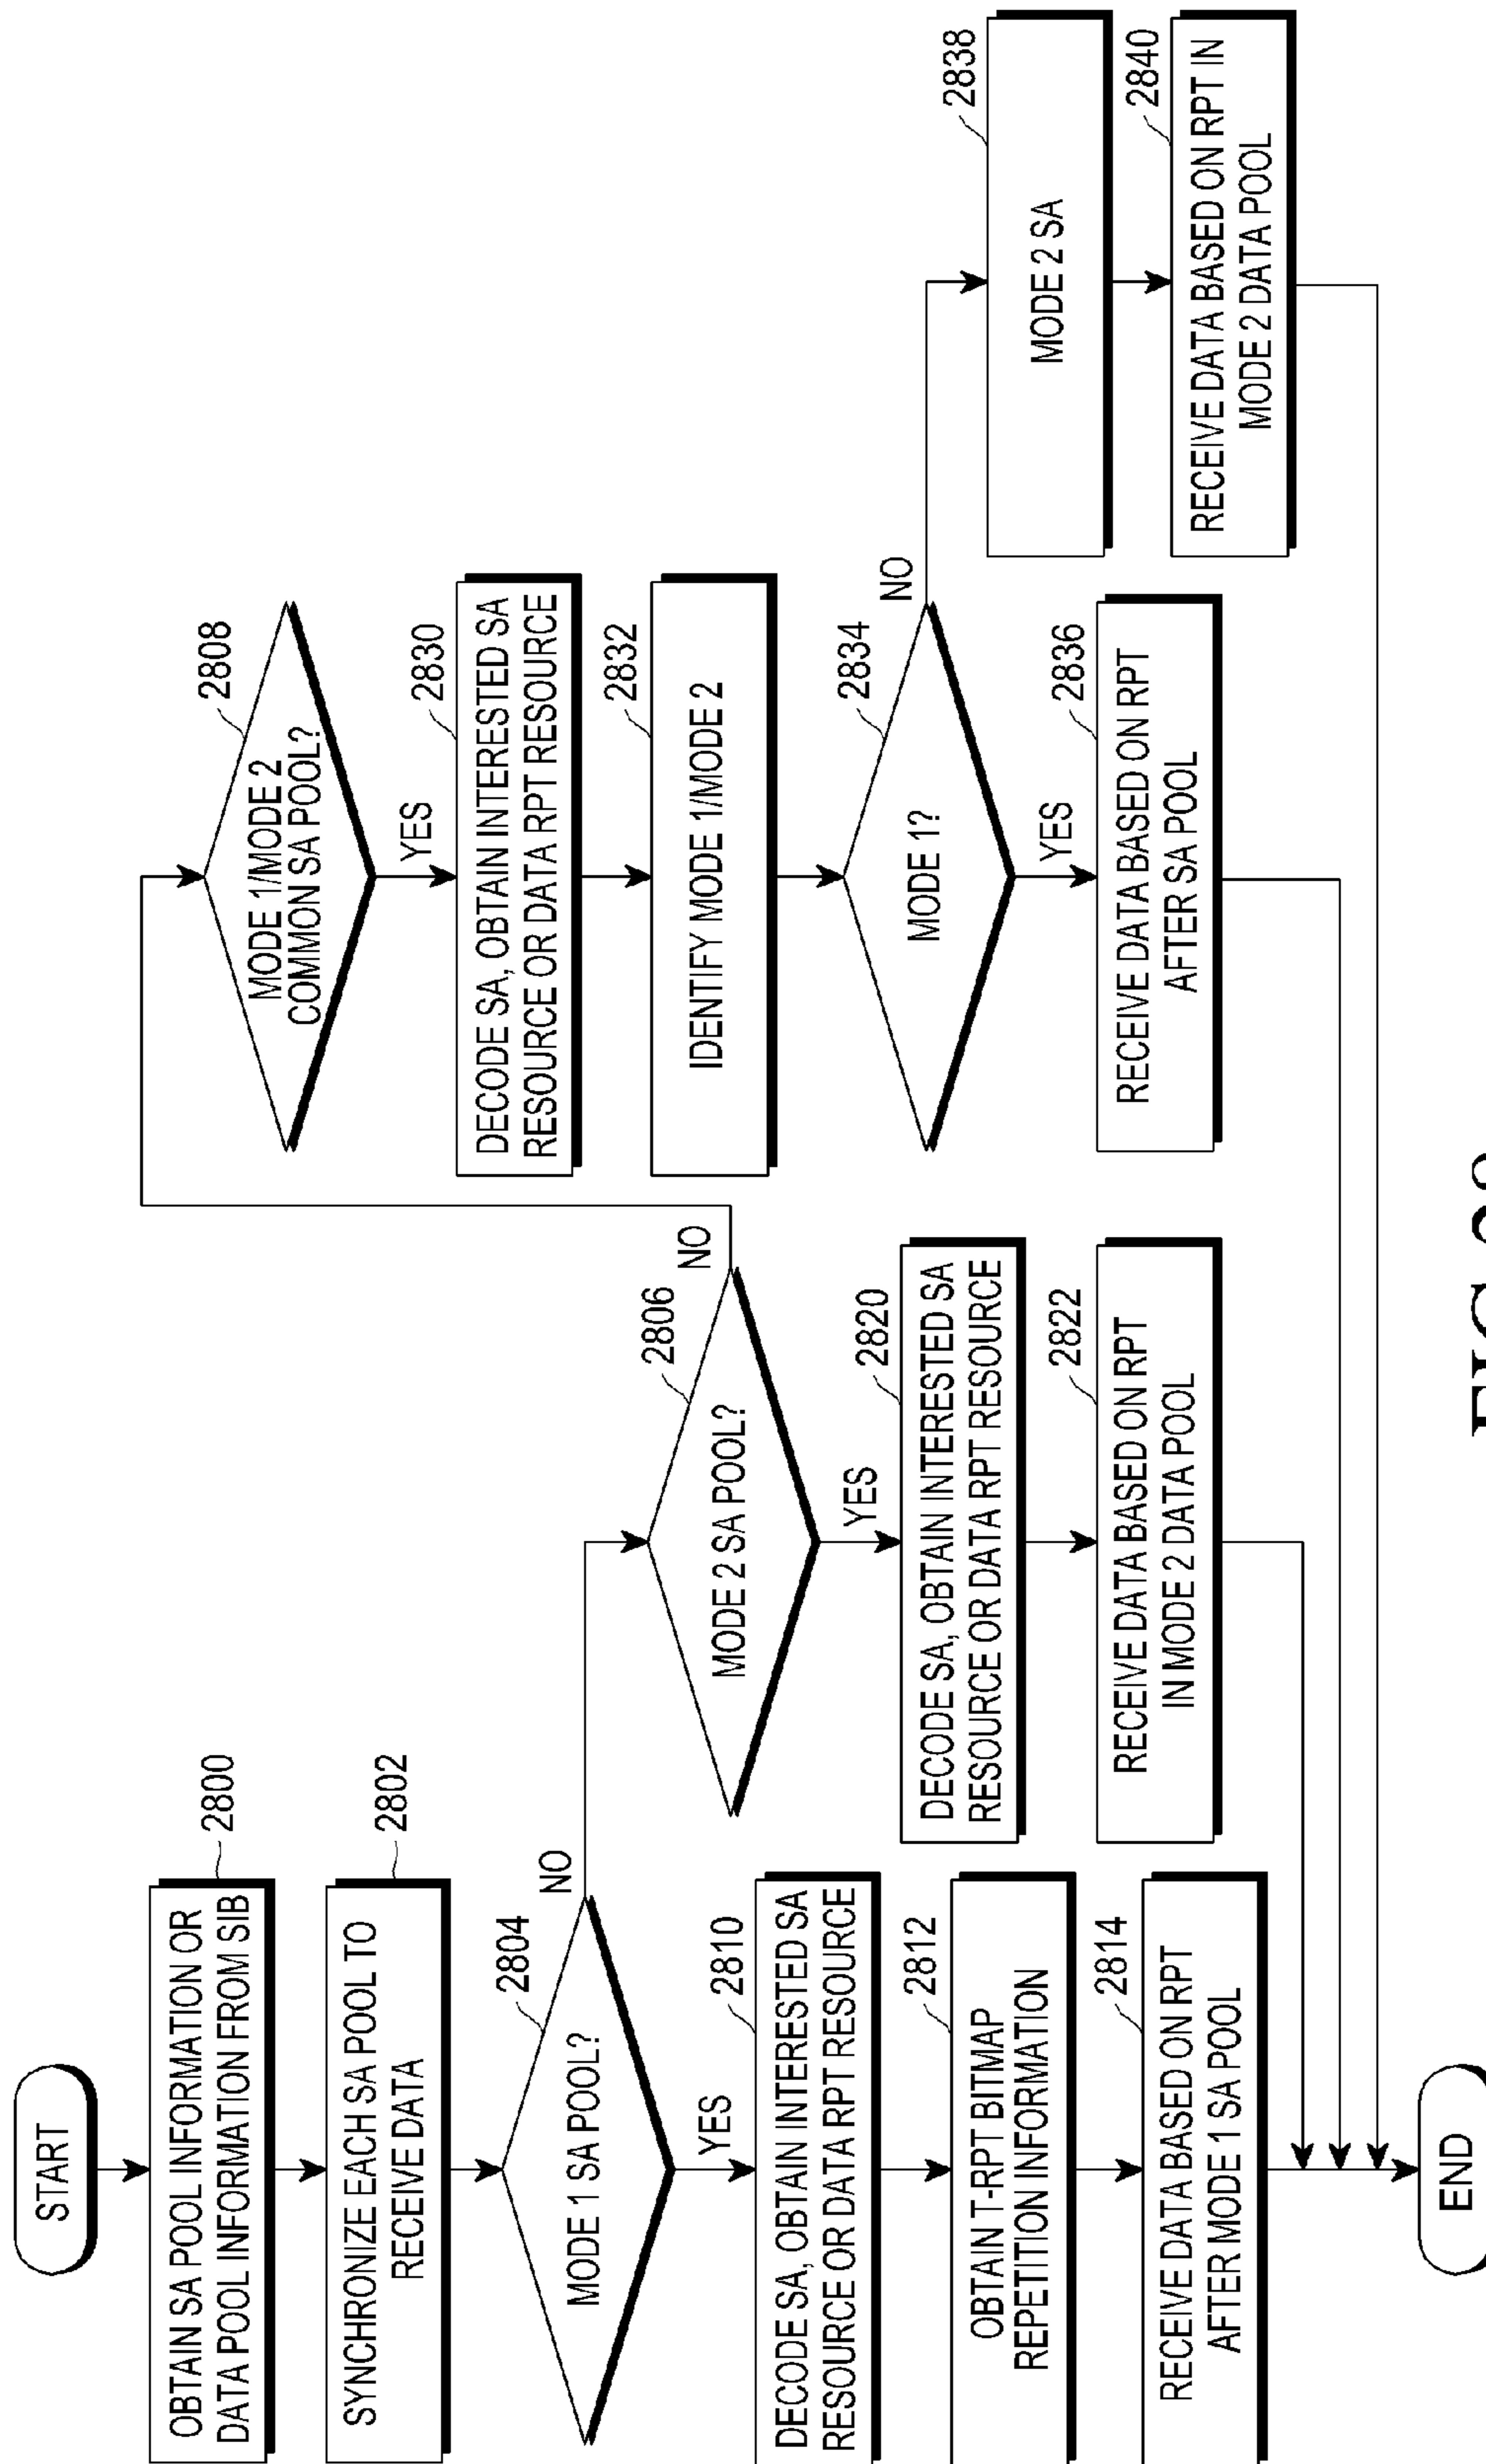 START
OBTAIN SA POOL INFORMATION OR
DATA POOL INFORMATION FROM SIB
2800
SYNCHRONIZE EACH SA POOL TO
RECEIVE DATA
2802
MODE 1 SA POOL?
2804
NO
YES
DECODE SA, OBTAIN INTERESTED SA
RESOURCE OR DATA RPT RESOURCE
2810
OBTAIN T-RPT BITMAP
REPETITION INFORMATION
2812
RECEIVE DATA BASED ON RPT
AFTER MODE 1 SA POOL
2814
MODE 2 SA POOL?
2806
NO
YES
DECODE SA, OBTAIN INTERESTED SA
RESOURCE OR DATA RPT RESOURCE
2820
RECEIVE DATA BASED ON RPT
IN MODE 2 DATA POOL
2822
MODE 1/MODE 2
COMMON SA POOL?
2808
YES
DECODE SA, OBTAIN INTERESTED SA
RESOURCE OR DATA RPT RESOURCE
2830
IDENTIFY MODE 1/MODE 2
2832
MODE 1?
2834
NO
YES
RECEIVE DATA BASED ON RPT
AFTER SA POOL
2836
MODE 2 SA
2838
RECEIVE DATA BASED ON RPT IN
MODE 2 DATA POOL
2840
END